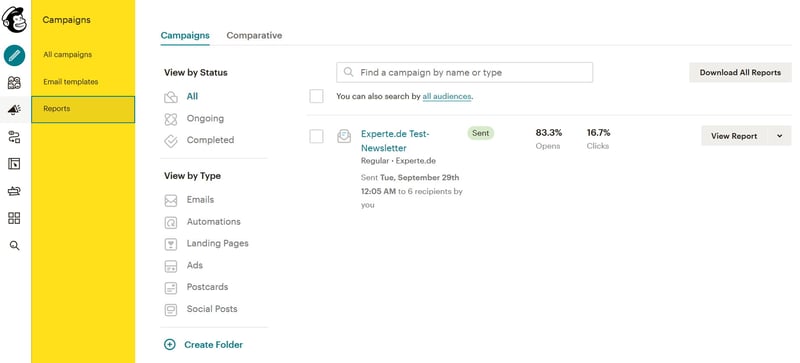 Campaigns
All campaigns
Email templates
Reports
Campaigns
Comparative
View by Status
All
Ongoing
Completed
View by Type
Emails
Automations
Landing Pages
Ads
Postcards
Social Posts
Create Folder
Find a campaign by name or type
Download All Reports
You can also search by all audiences.
Experte.de Test-
Newsletter
Regular • Experte.de
Sent Tue, September 29th
12:05 AM to 6 recipients by
you
Sent
83.3%
Opens
16.7%
Clicks
View Report